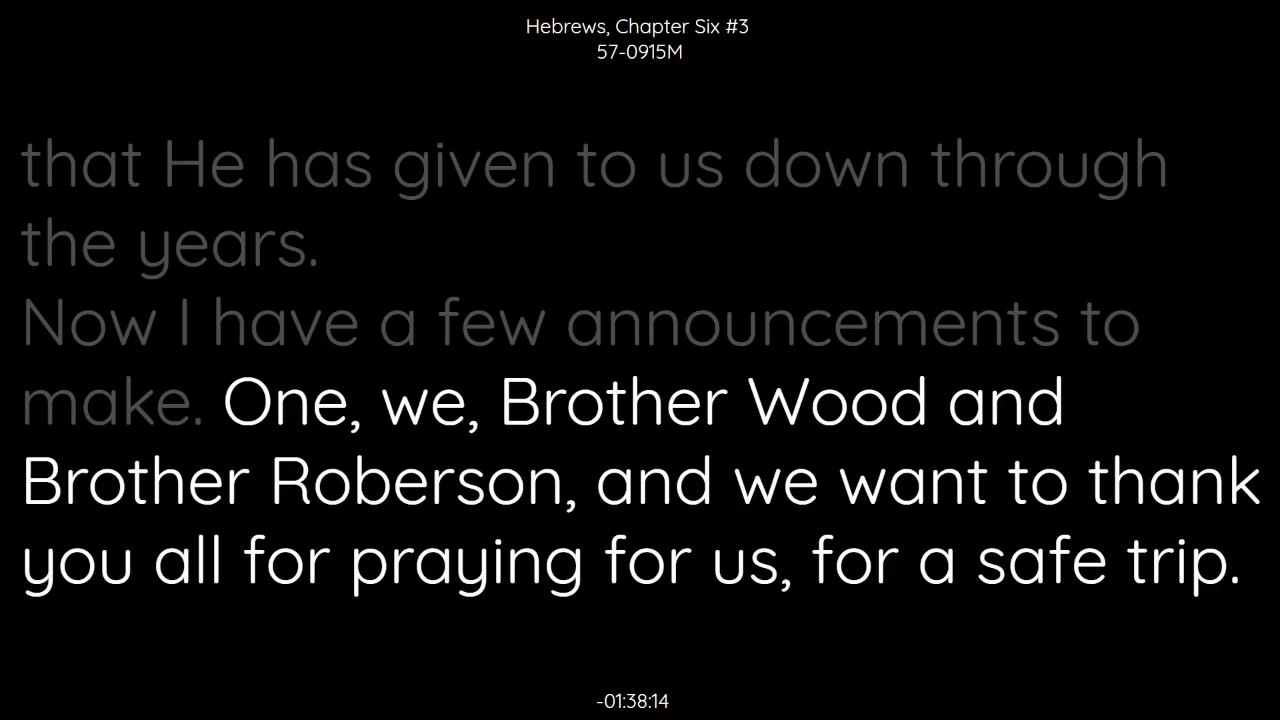 Hebrews, Chapter Six #3
57-0915M
that He has given to us down through
the years.
Now I have a few announcements to
make. One, we, Brother Wood and
Brother Roberson, and we want to thank
you all for praying for us, for a safe trip.
-01:38:14